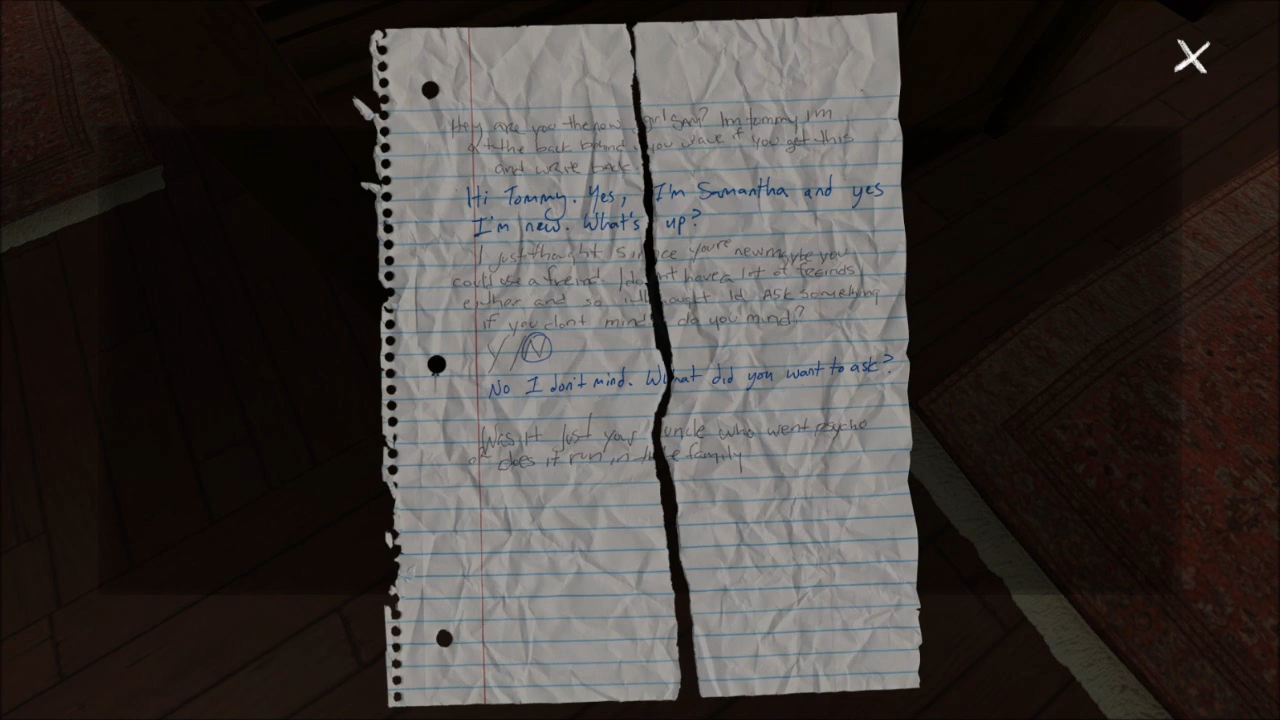 Hey are you the new girl Sam? Im tommy Im
at the back behind you wave if you get this
and write back
Hi Tommy. Yes, I'm Samantha and yes
I'm new. What's up?
I just thought since youre new maybe you
could use a freind. I dont have a lot of freinds
either and so i thought Id ASk something
if you dont mind. do you mind?
Y/N
No I don't mind. What did you want to ask?
Was it just your uncle who went psycho
or does it run in the family